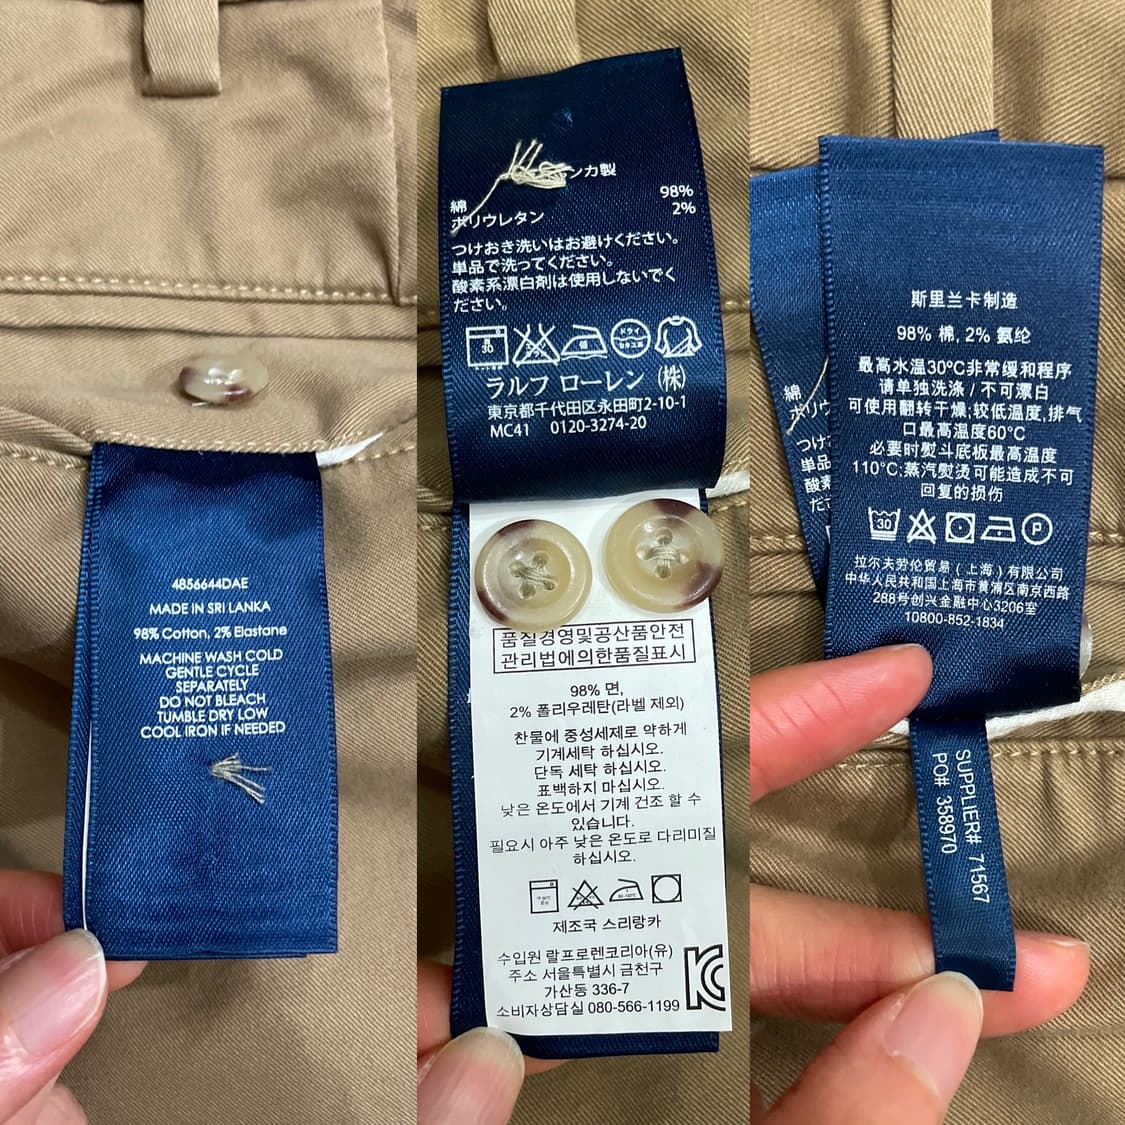 4856644DAE
MADE IN SRI LANKA
98% Cotton, 2% Elastane
MACHINE WASH COLD
GENTLE CYCLE
SEPARATELY
DO NOT BLEACH
TUMBLE DRY LOW
COOL IRON IF NEEDED
ンカ製
綿 98%
ポリウレタン 2%
つけおき洗いはお避けください。
単品で洗ってください。
酸素系漂白剤は使用しないでく
ださい。
30
ドライ
ラルフ ローレン (株)
東京都千代田区永田町2-10-1
MC41 0120-3274-20
품질경영및공산품안전
관리법에의한품질표시
98% 면,
2% 폴리우레탄(라벨 제외)
찬물에 중성세제로 약하게
기계세탁 하십시오.
단독 세탁 하십시오.
표백하지 마십시오.
낮은 온도에서 기계 건조 할 수
있습니다.
필요시 아주 낮은 온도로 다리미질
하십시오.
제조국 스리랑카
수입원 랄프로렌코리아(유)
주소 서울특별시 금천구
가산동 336-7
소비자상담실 080-566-1199
綿
ポリウ
つけ
単品
酸素
だ
斯里兰卡制造
98% 棉, 2% 氨纶
最高水温30°C非常缓和程序
请单独洗涤 / 不可漂白
可使用翻转干燥;较低温度,排气
口最高温度60°C
必要时熨斗底板最高温度
110°C;蒸汽熨烫可能造成不可
回复的损伤
30 P
拉尔夫劳伦贸易 ( 上海 ) 有限公司
中华人民共和国上海市黄浦区南京西路
288号创兴金融中心3206室
10800-852-1834
SUPPLIER# 71567
PO# 358970